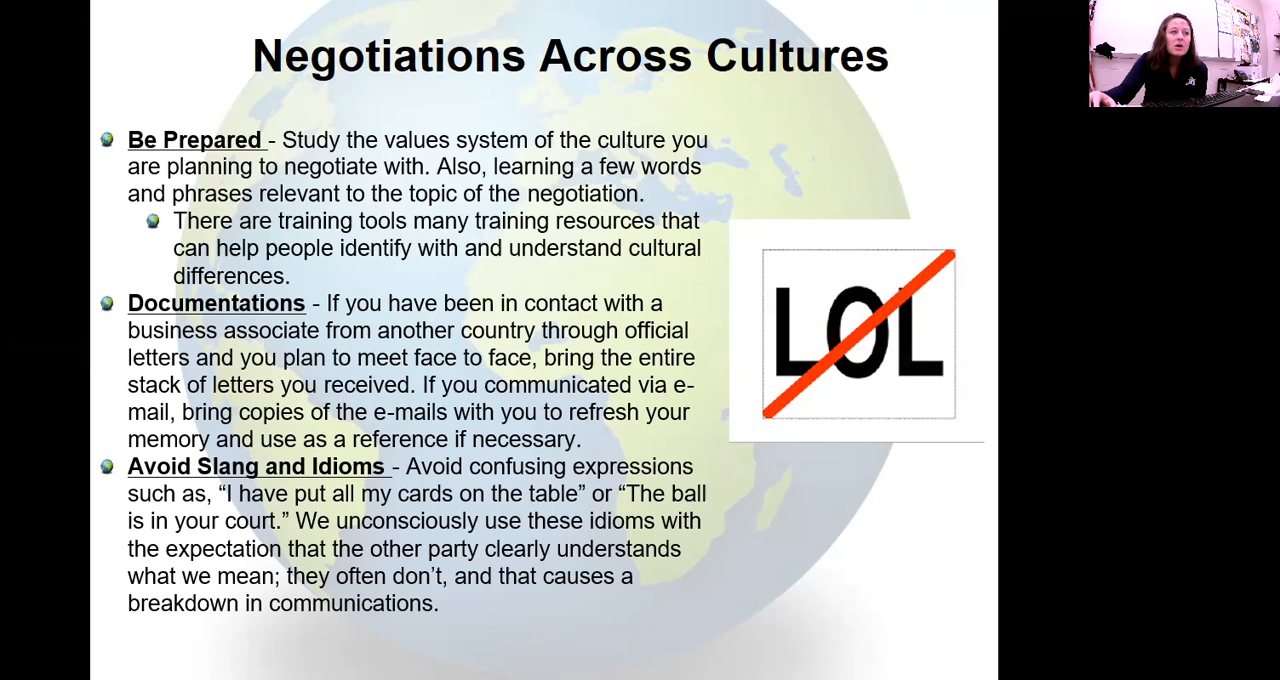 Negotiations Across Cultures
Be Prepared - Study the values system of the culture you
are planning to negotiate with. Also, learning a few words
and phrases relevant to the topic of the negotiation.
There are training tools many training resources that
can help people identify with and understand cultural
differences.
Documentations - If you have been in contact with a
business associate from another country through official
letters and you plan to meet face to face, bring the entire
stack of letters you received. If you communicated via e-
mail, bring copies of the e-mails with you to refresh your
memory and use as a reference if necessary.
Avoid Slang and Idioms - Avoid confusing expressions
such as, “I have put all my cards on the table” or “The ball
is in your court.” We unconsciously use these idioms with
the expectation that the other party clearly understands
what we mean; they often don’t, and that causes a
breakdown in communications.
LOL